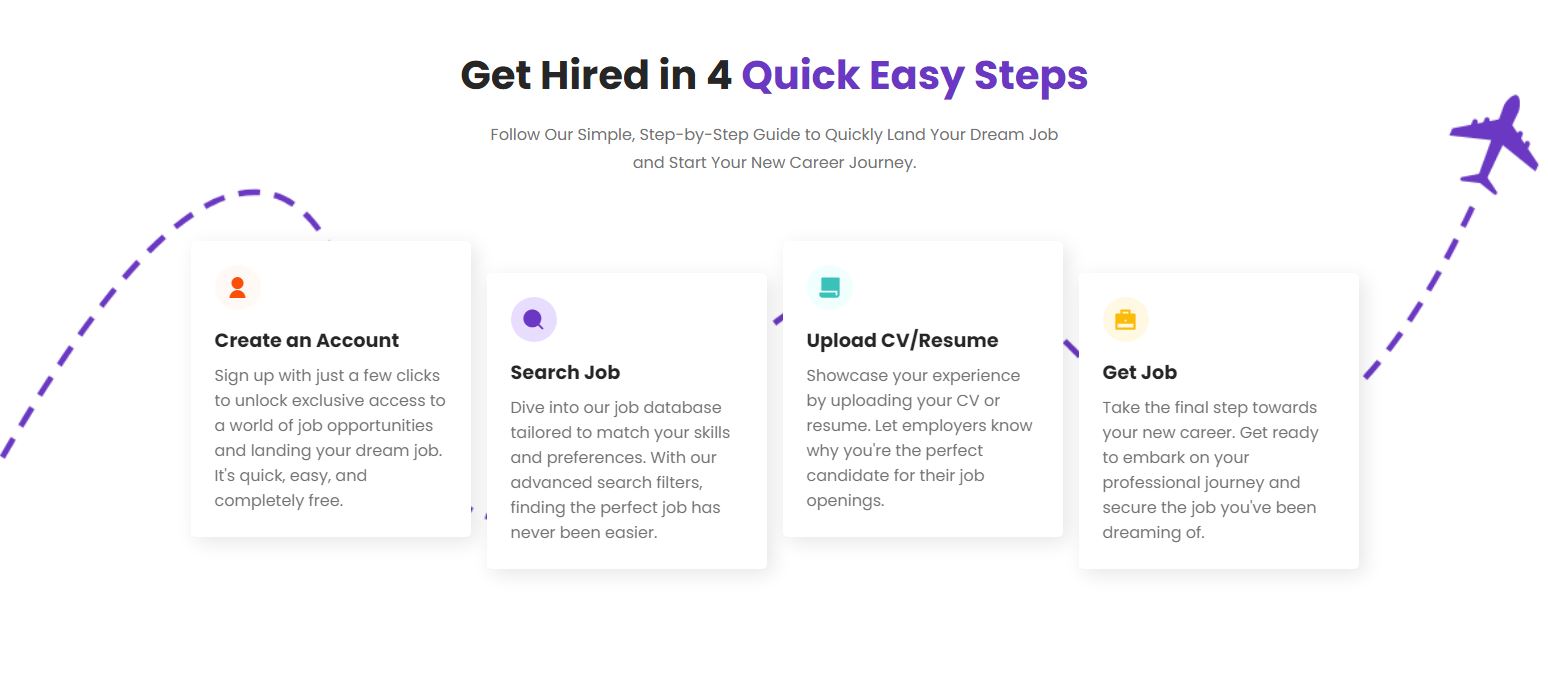 Get Hired in 4 Quick Easy Steps
Follow Our Simple, Step-by-Step Guide to Quickly Land Your Dream Job
and Start Your New Career Journey.
Create an Account
Sign up with just a few clicks
to unlock exclusive access to
a world of job opportunities
and landing your dream job.
It's quick, easy, and
completely free.
Search Job
Dive into our job database
tailored to match your skills
and preferences. With our
advanced search filters,
finding the perfect job has
never been easier.
Upload CV/Resume
Showcase your experience
by uploading your CV or
resume. Let employers know
why you're the perfect
candidate for their job
openings.
Get Job
Take the final step towards
your new career. Get ready
to embark on your
professional journey and
secure the job you've been
dreaming of.